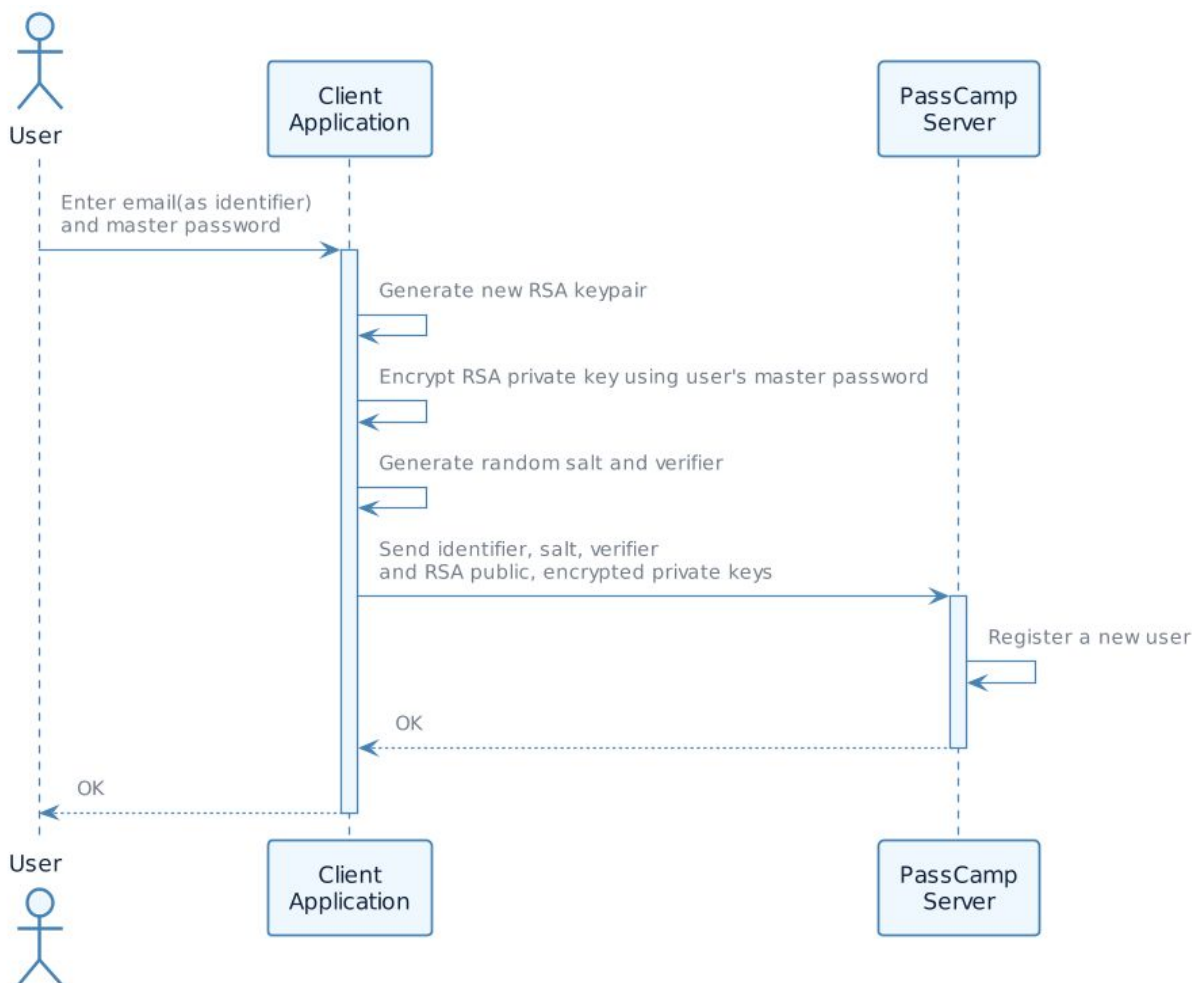 User
Client
Application
PassCamp
Server
Enter email(as identifier)
and master password
Generate new RSA keypair
Encrypt RSA private key using user's master password
Generate random salt and verifier
Send identifier, salt, verifier
and RSA public, encrypted private keys
Register a new user
OK
OK
User
Client
Application
PassCamp
Server